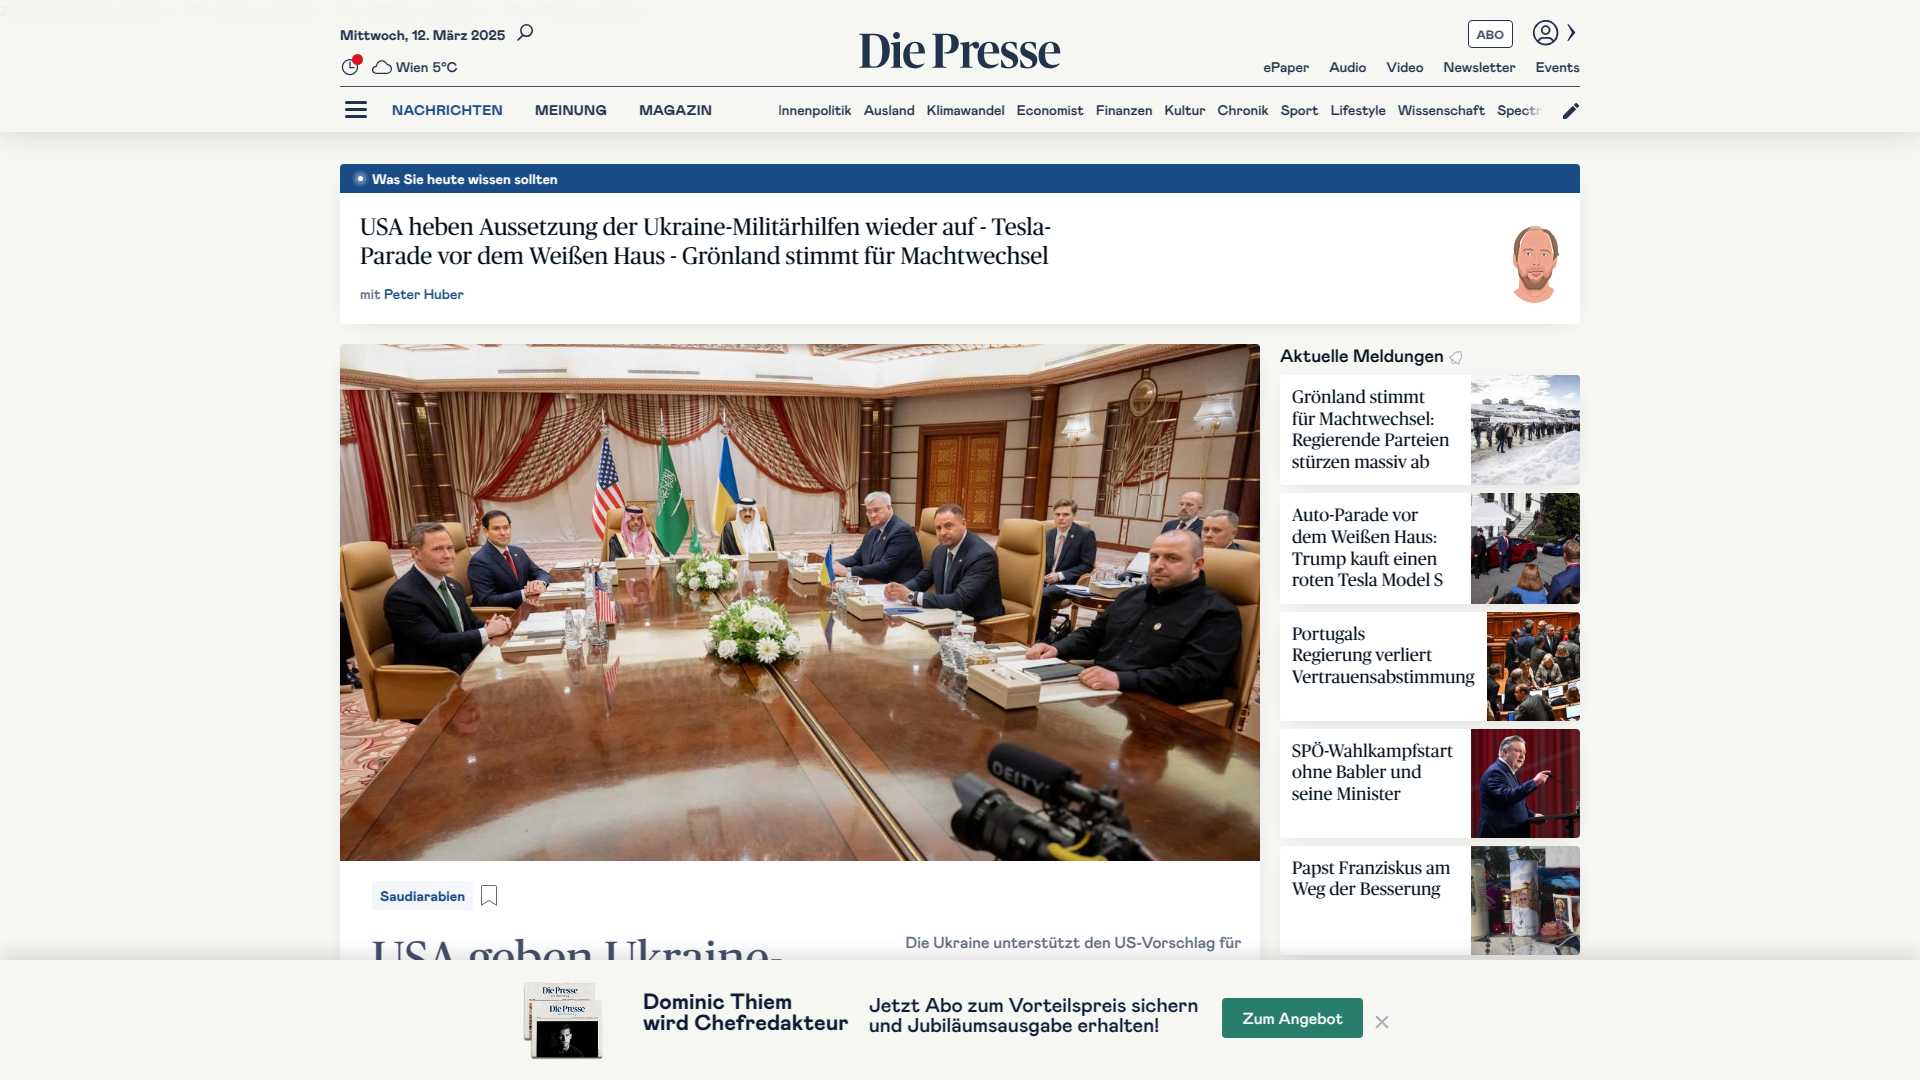 Mittwoch, 12. März 2025
Wien 5°C
Die Presse
ABO
ePaper Audio Video Newsletter Events
NACHRICHTEN MEINUNG MAGAZIN
Innenpolitik Ausland Klimawandel Economist Finanzen Kultur Chronik Sport Lifestyle Wissenschaft
Was Sie heute wissen sollten
USA heben Aussetzung der Ukraine-Militärhilfen wieder auf - Tesla-
Parade vor dem Weißen Haus - Grönland stimmt für Machtwechsel
mit Peter Huber
DEITY
Saudiarabien
USA geben Ukraine-
Die Ukraine unterstützt den US-Vorschlag für
Aktuelle Meldungen
Grönland stimmt
für Machtwechsel:
Regierende Parteien
stürzen massiv ab
Auto-Parade vor
dem Weißen Haus:
Trump kauft einen
roten Tesla Model S
Portugals
Regierung verliert
Vertrauensabstimmung
SPÖ-Wahlkampfstart
ohne Babler und
seine Minister
Papst Franziskus am
Weg der Besserung
Die Presse
Die Presse
Dominic Thiem
wird Chefredakteur
Jetzt Abo zum Vorteilspreis sichern
und Jubiläumsausgabe erhalten!
Zum Angebot